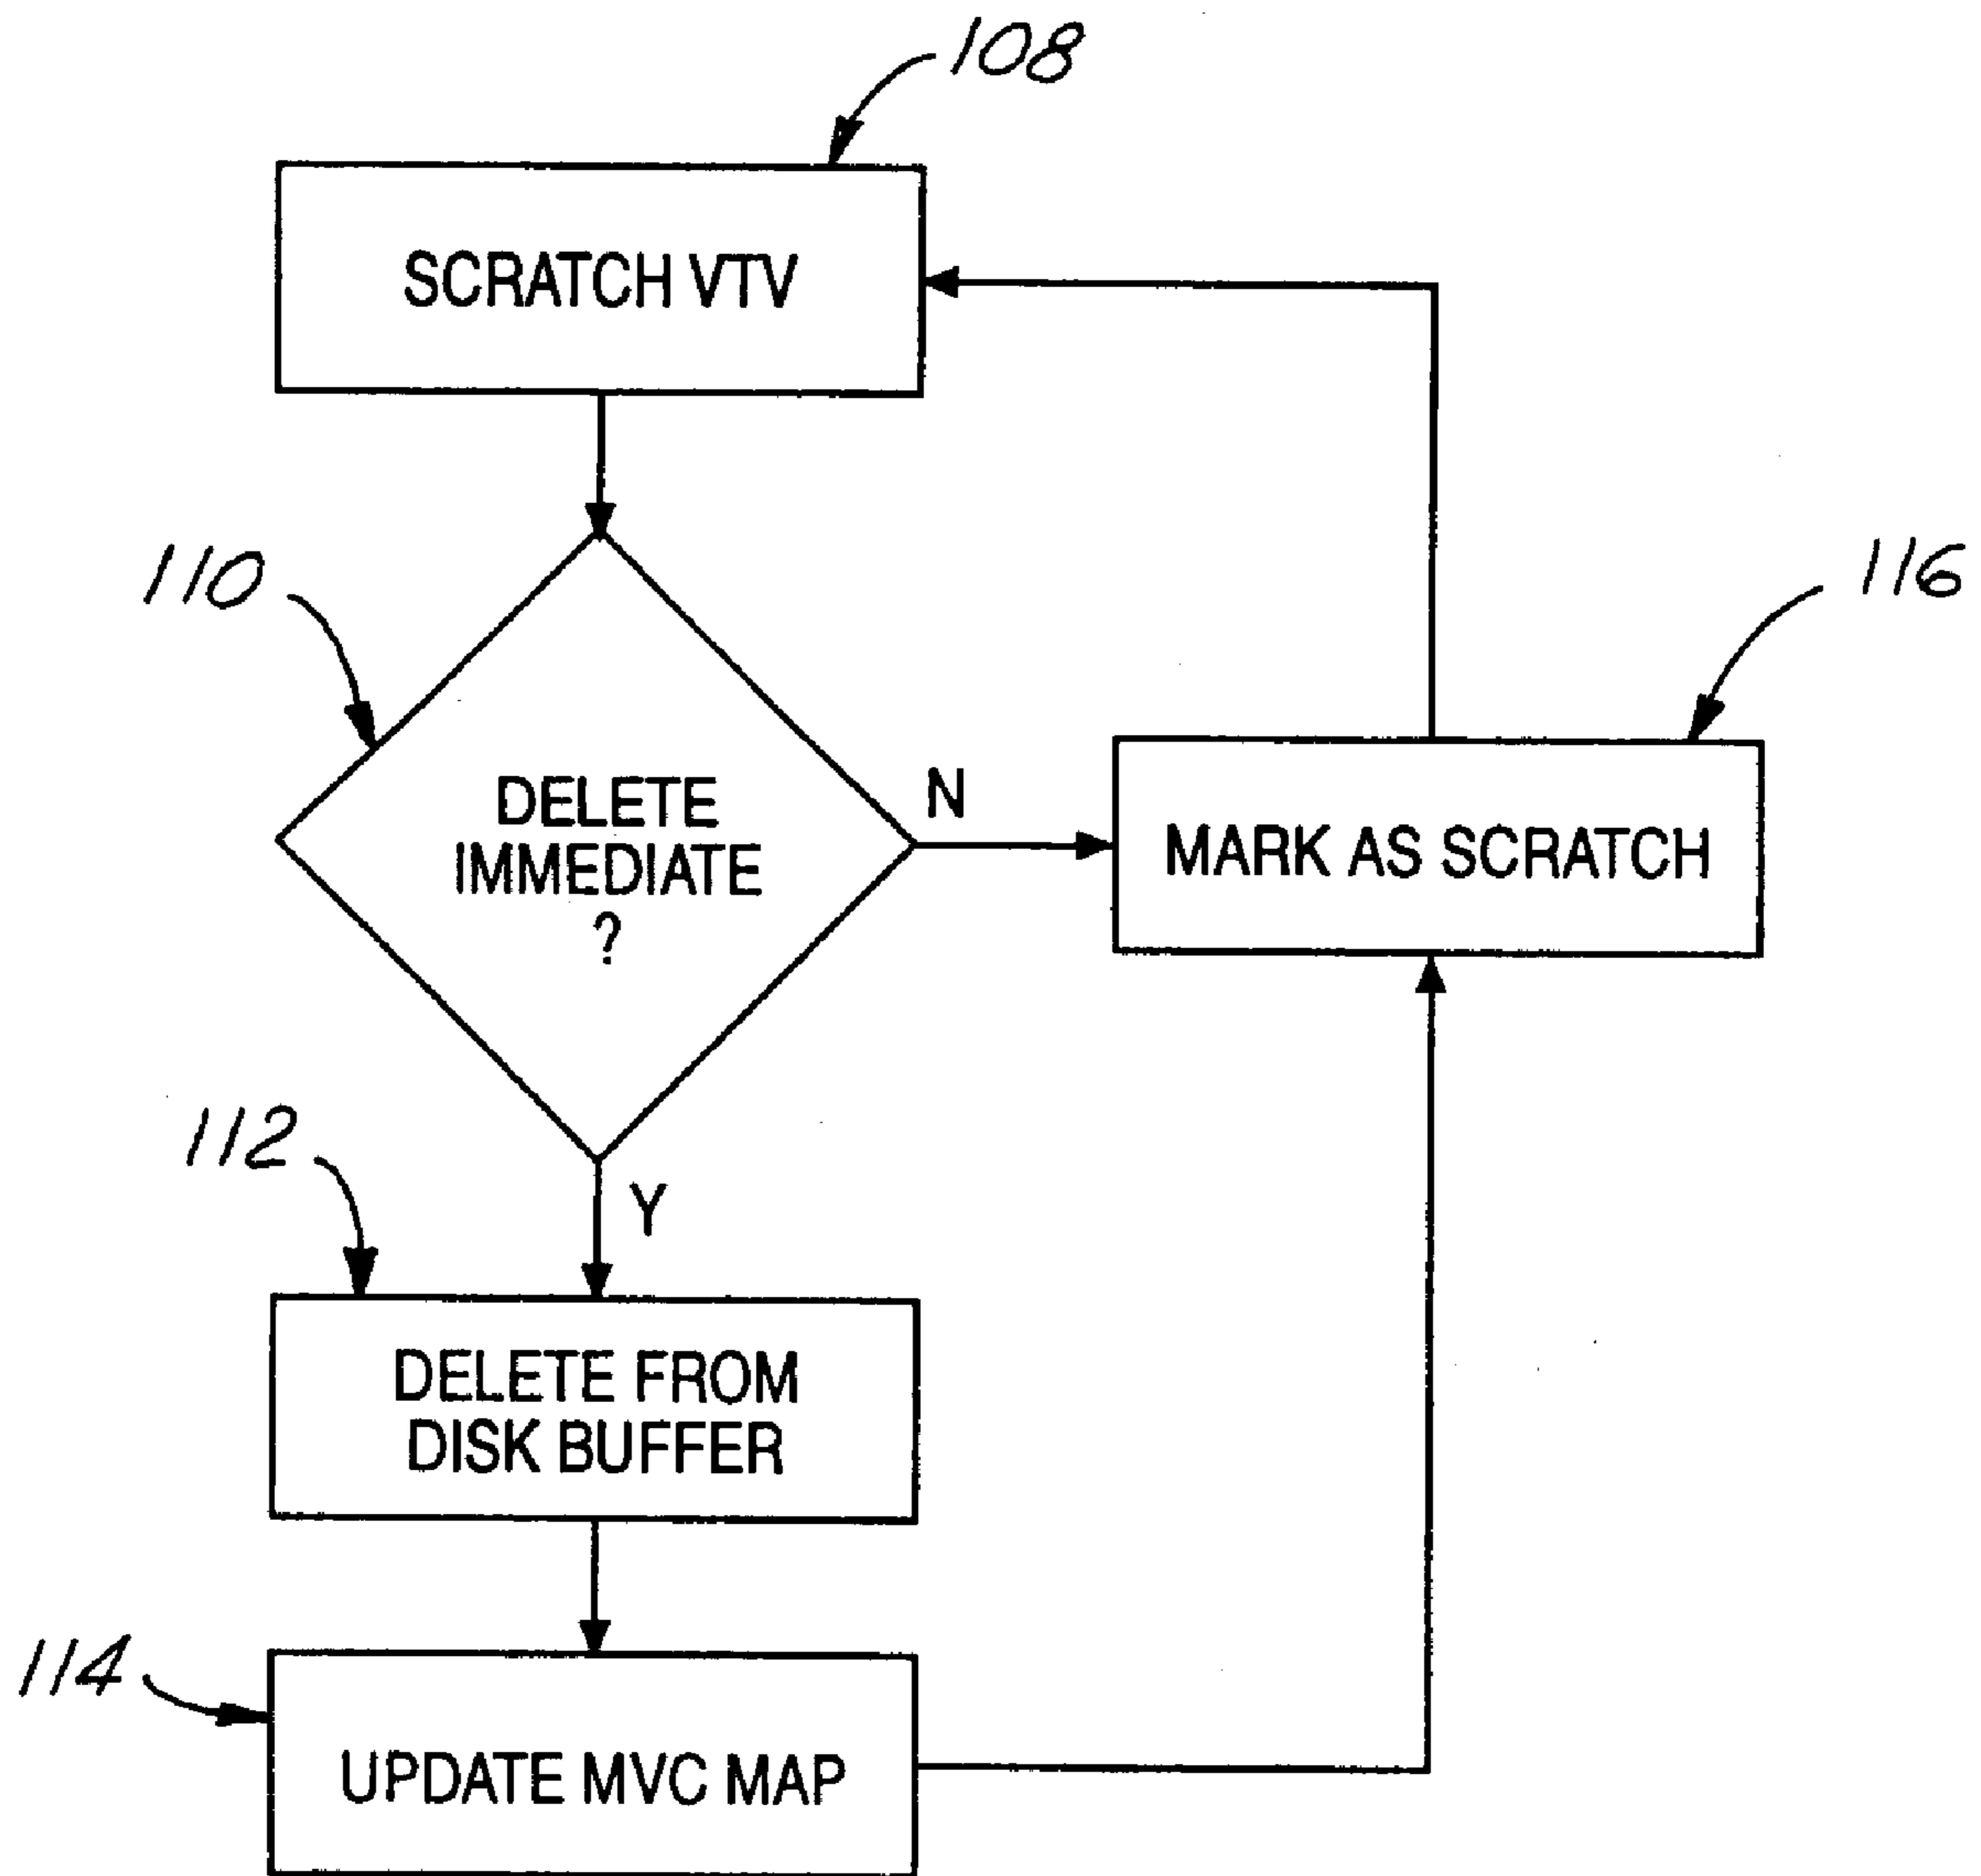 108
SCRATCH VTV
110
116
DELETE
IMMEDIATE
?
N
MARK AS SCRATCH
112
Y
DELETE FROM
DISK BUFFER
114
UPDATE MVC MAP